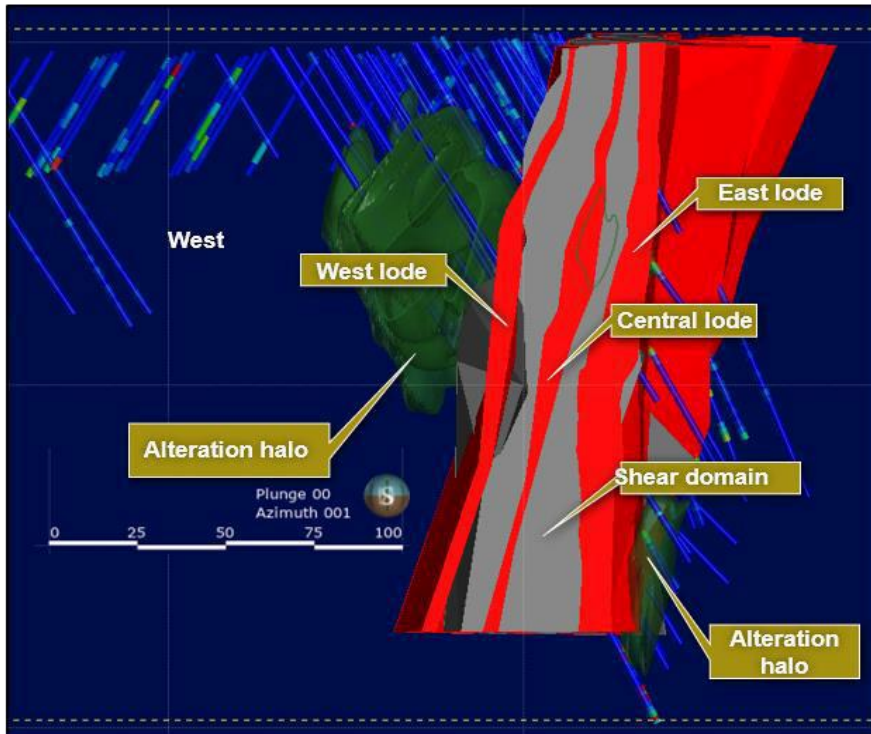 East lode
West
West lode
Central lode
Alteration halo
Shear domain
Plunge 00
Azimuth 001
S
0 25 50 75 100
Alteration
halo